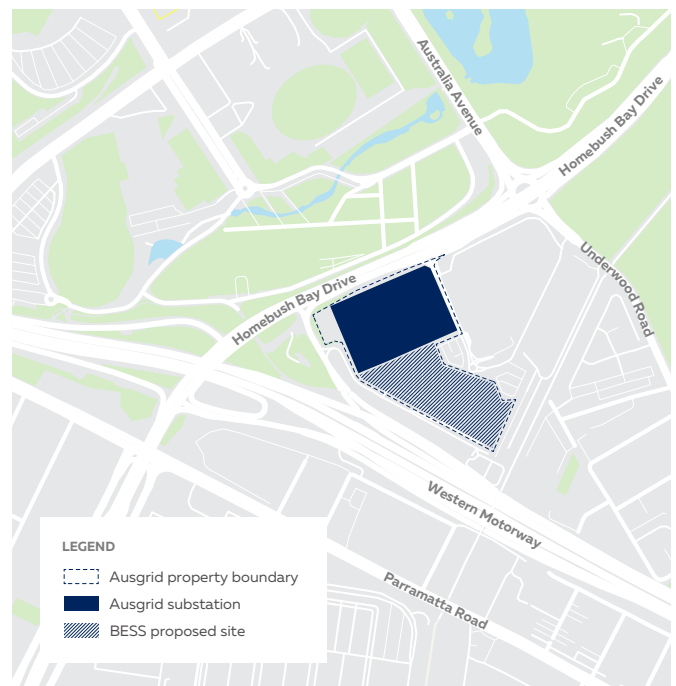 Australia Avenue
Homebush Bay Drive
Underwood Road
Homebush Bay Drive
Western Motorway
Parramatta Road
LEGEND
Ausgrid property boundary
Ausgrid substation
BESS proposed site